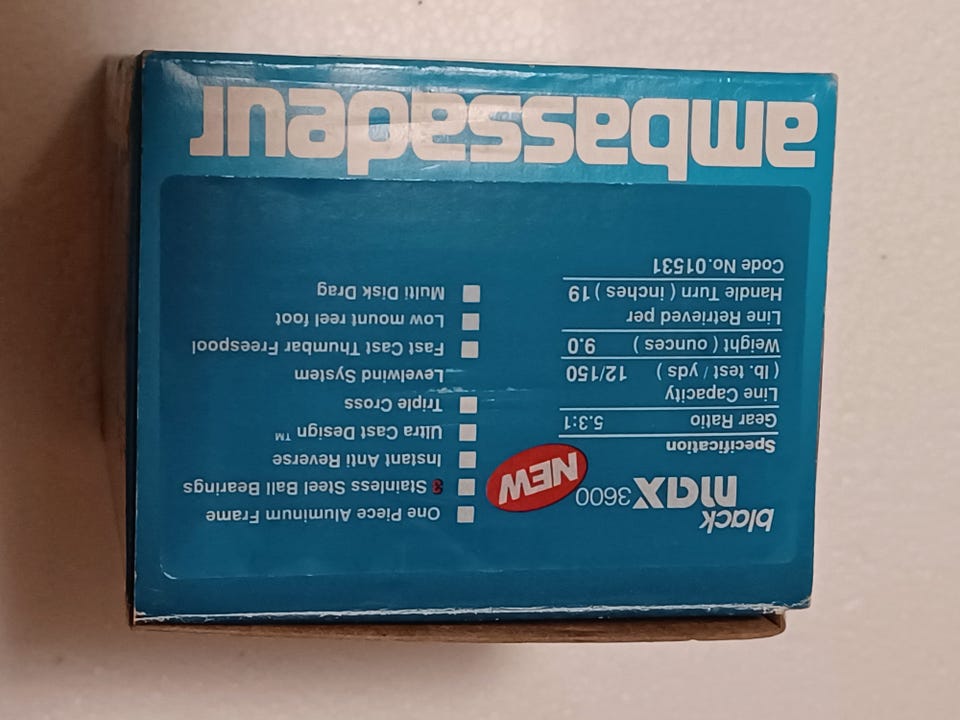 black
max 3600
NEW
Specification
Gear Ratio 5.3:1
Line Capacity
( lb. test / yds ) 12/150
Weight ( ounces ) 9.0
Line Retrieved per
Handle Turn ( inches ) 19
Code No.01531
One Piece Aluminum Frame
3 Stainless Steel Ball Bearings
Instant Anti Reverse
Ultra Cast Design ™
Triple Cross
Levelwind System
Fast Cast Thumbar Freespool
Low mount reel foot
Multi Disk Drag
ambassadeur